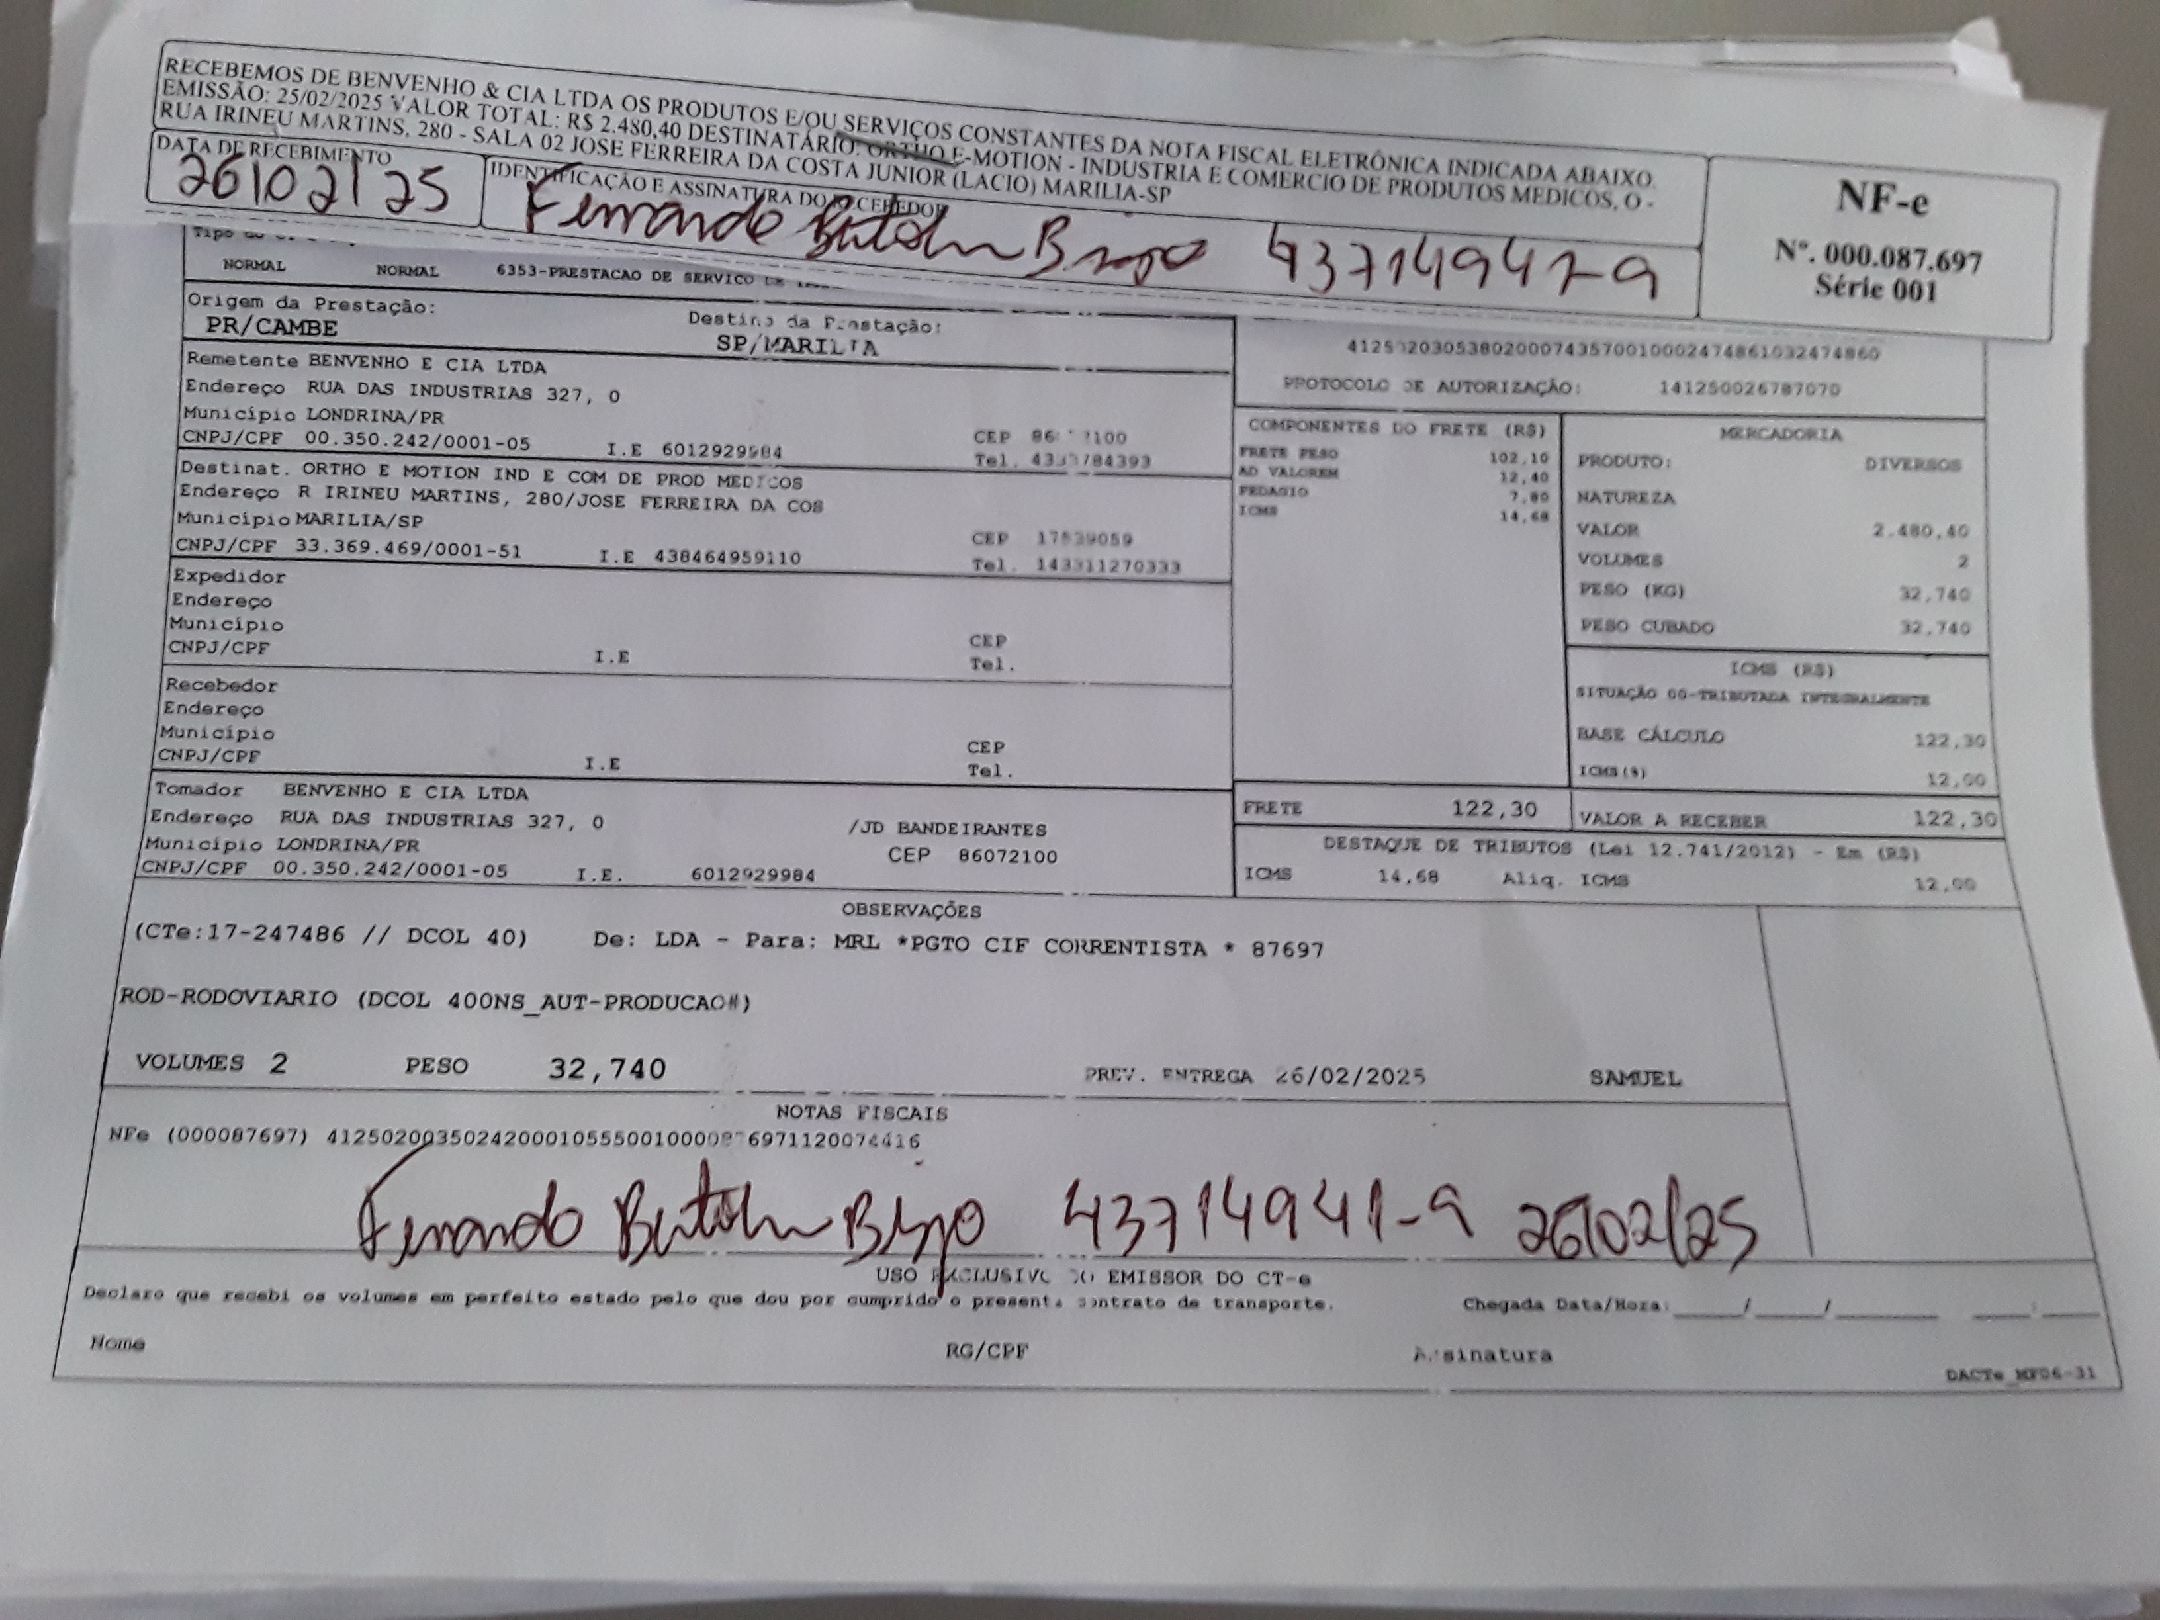 RECEBEMOS DE BENVENHO & CIA LTDA OS PRODUTOS E/OU SERVIÇOS CONSTANTES DA NOTA FISCAL ELETRÔNICA INDICADA ABAIXO.
EMISSÃO: 25/02/2025 VALOR TOTAL: R$ 2.480,40 DESTINATÁRIO: ORTHO E-MOTION - INDUSTRIA E COMERCIO DE PRODUTOS MEDICOS, O -
RUA IRINEU MARTINS, 280 - SALA 02 JOSE FERREIRA DA COSTA JUNIOR (LACIO) MARILIA-SP
NF-e
Nº. 000.087.697
Série 001
DATA DE RECEBIMENTO
26/02/25
IDENTIFICAÇÃO E ASSINATURA DO RECEBEDOR
Fernando
NORMAL NORMAL 6353-PRESTACAO DE SERVICO DE
Origem da Prestação: Destino da Prestação:
PR/CAMBE SP/MARILIA
Remetente BENVENHO E CIA LTDA
Endereço RUA DAS INDUSTRIAS 327, 0
Município LONDRINA/PR
CNPJ/CPF 00.350.242/0001-05 I.E 6012929984
CEP
Tel.
Destinat. ORTHO E MOTION IND E COM DE PROD MEDICOS
Endereço R IRINEU MARTINS, 280/JOSE FERREIRA DA COS
Município MARILIA/SP CEP 17539059
CNPJ/CPF 33.369.469/0001-51 I.E 438464959110 Tel. 143311270333
Expedidor
Endereço
Município CEP
CNPJ/CPF I.E Tel.
Recebedor
Endereço
Município CEP
CNPJ/CPF I.E Tel.
Tomador BENVENHO E CIA LTDA
Endereço RUA DAS INDUSTRIAS 327, 0 /JD BANDEIRANTES
Município LONDRINA/PR CEP 86072100
CNPJ/CPF 00.350.242/0001-05 I.E. 6012929984
PROTOCOLO DE AUTORIZAÇÃO: 141250026787070
COMPONENTES DO FRETE (R$)
FRETE PESO 102,10
AD VALOREM 12,40
PEDAGIO 7,80
ICMS 14,68
MERCADORIA
PRODUTO: DIVERSOS
NATUREZA
VALOR 2.480,40
VOLUMES 2
PESO (KG) 32,740
PESO CUBADO 32,740
ICMS (R$)
SITUAÇÃO 00-TRIBUTADA INTEGRALMENTE
BASE CÁLCULO 122,30
ICMS(%) 12,00
FRETE 122,30 VALOR A RECEBER 122,30
DESTAQUE DE TRIBUTOS (Lei 12.741/2012) - Em (R$)
ICMS 14,68 Aliq. ICMS 12,00
OBSERVAÇÕES
(CTe:17-247486 // DCOL 40) De: LDA - Para: MRL *PGTO CIF CORRENTISTA * 87697
ROD-RODOVIARIO (DCOL 400NS_AUT-PRODUCAO#)
VOLUMES 2 PESO 32,740 PREV. ENTREGA 26/02/2025 SAMUEL
NOTAS FISCAIS
NFe (000087697)
Fernando 43714941-9 26/02/25
USO EXCLUSIVO DO EMISSOR DO CT-e
Declaro que recebi os volumes em perfeito estado pelo que dou por cumprido o presente contrato de transporte. Chegada Data/Hora: ____/____/____ ____:____
Nome RG/CPF Assinatura